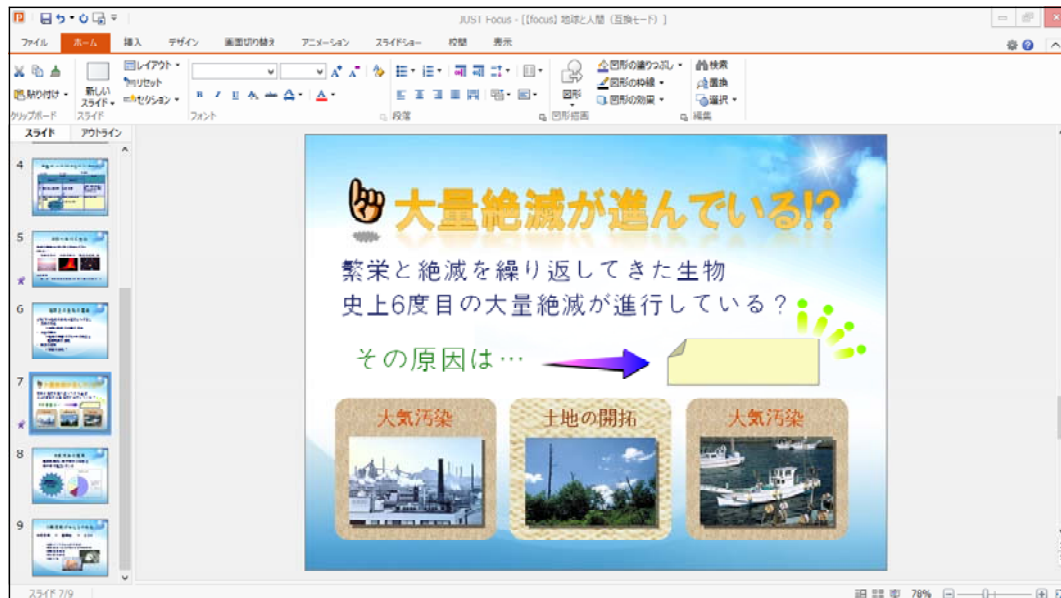 JUST Focus - [[focus] 地球と人間 (互換モード) ]
ファイル
ホーム
挿入
デザイン
画面切り替え
アニメーション
スライドショー
校閲
表示
貼り付け
クリップボード
新しい
スライド
スライド
レイアウト
リセット
セクション
フォント
段落
図形
図形の塗りつぶし
図形の枠線
図形の効果
図形描画
検索
置換
選択
編集
スライド
アウトライン
4
5
6
7
8
9
大量絶滅が進んでいる!?
繁栄と絶滅を繰り返してきた生物
史上6度目の大量絶滅が進行している？
その原因は…
大気汚染
土地の開拓
大気汚染
スライド 7/9
78%